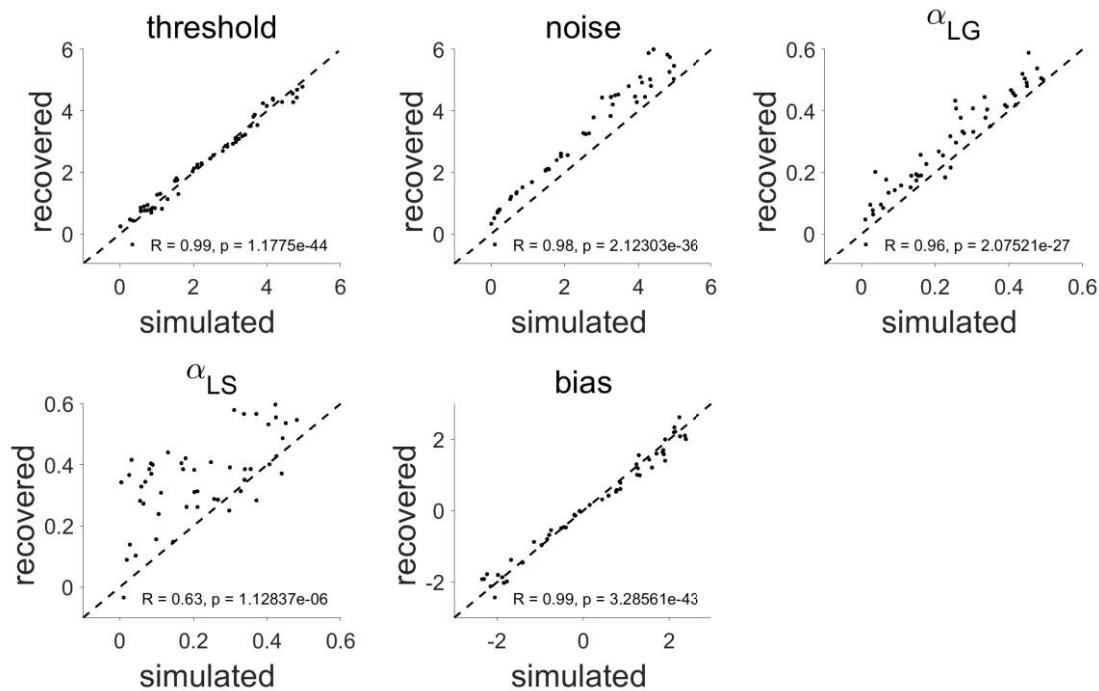 threshold
6
4
2
0
recovered
R = 0.99, p = 1.1775e-44
0 2 4 6
simulated
noise
6
4
2
0
recovered
R = 0.98, p = 2.12303e-36
0 2 4 6
simulated
α_LG
0.6
0.4
0.2
0
recovered
R = 0.96, p = 2.07521e-27
0 0.2 0.4 0.6
simulated
α_LS
0.6
0.4
0.2
0
recovered
R = 0.63, p = 1.12837e-06
0 0.2 0.4 0.6
simulated
bias
2
0
-2
recovered
R = 0.99, p = 3.28561e-43
-2 0 2
simulated